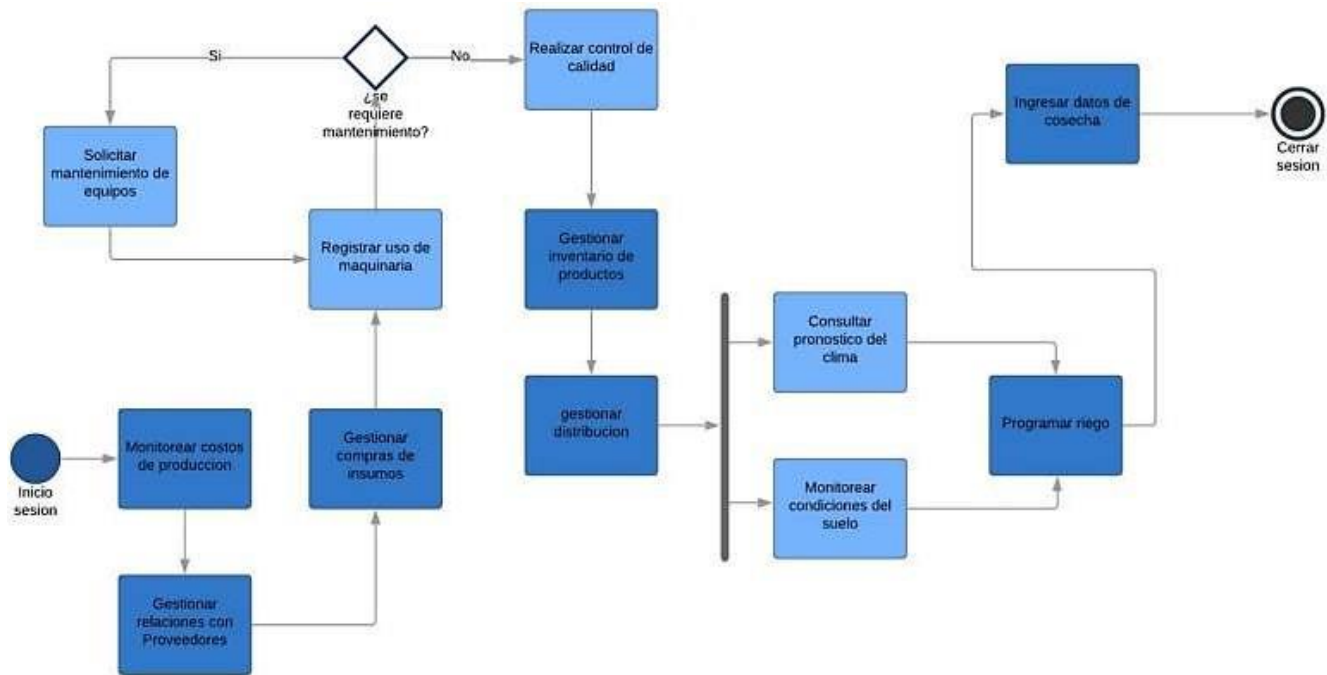 Si
No
¿se
requiere
mantenimiento?
Realizar control de
calidad
Solicitar
mantenimiento de
equipos
Registrar uso de
maquinaria
Gestionar
inventario de
productos
Ingresar datos de
cosecha
Cerrar
sesion
Consultar
pronostico del
clima
gestionar
distribucion
Programar riego
Monitorear
condiciones del
suelo
Inicio
sesion
Monitorear costos
de produccion
Gestionar
compras de
insumos
Gestionar
relaciones con
Proveedores